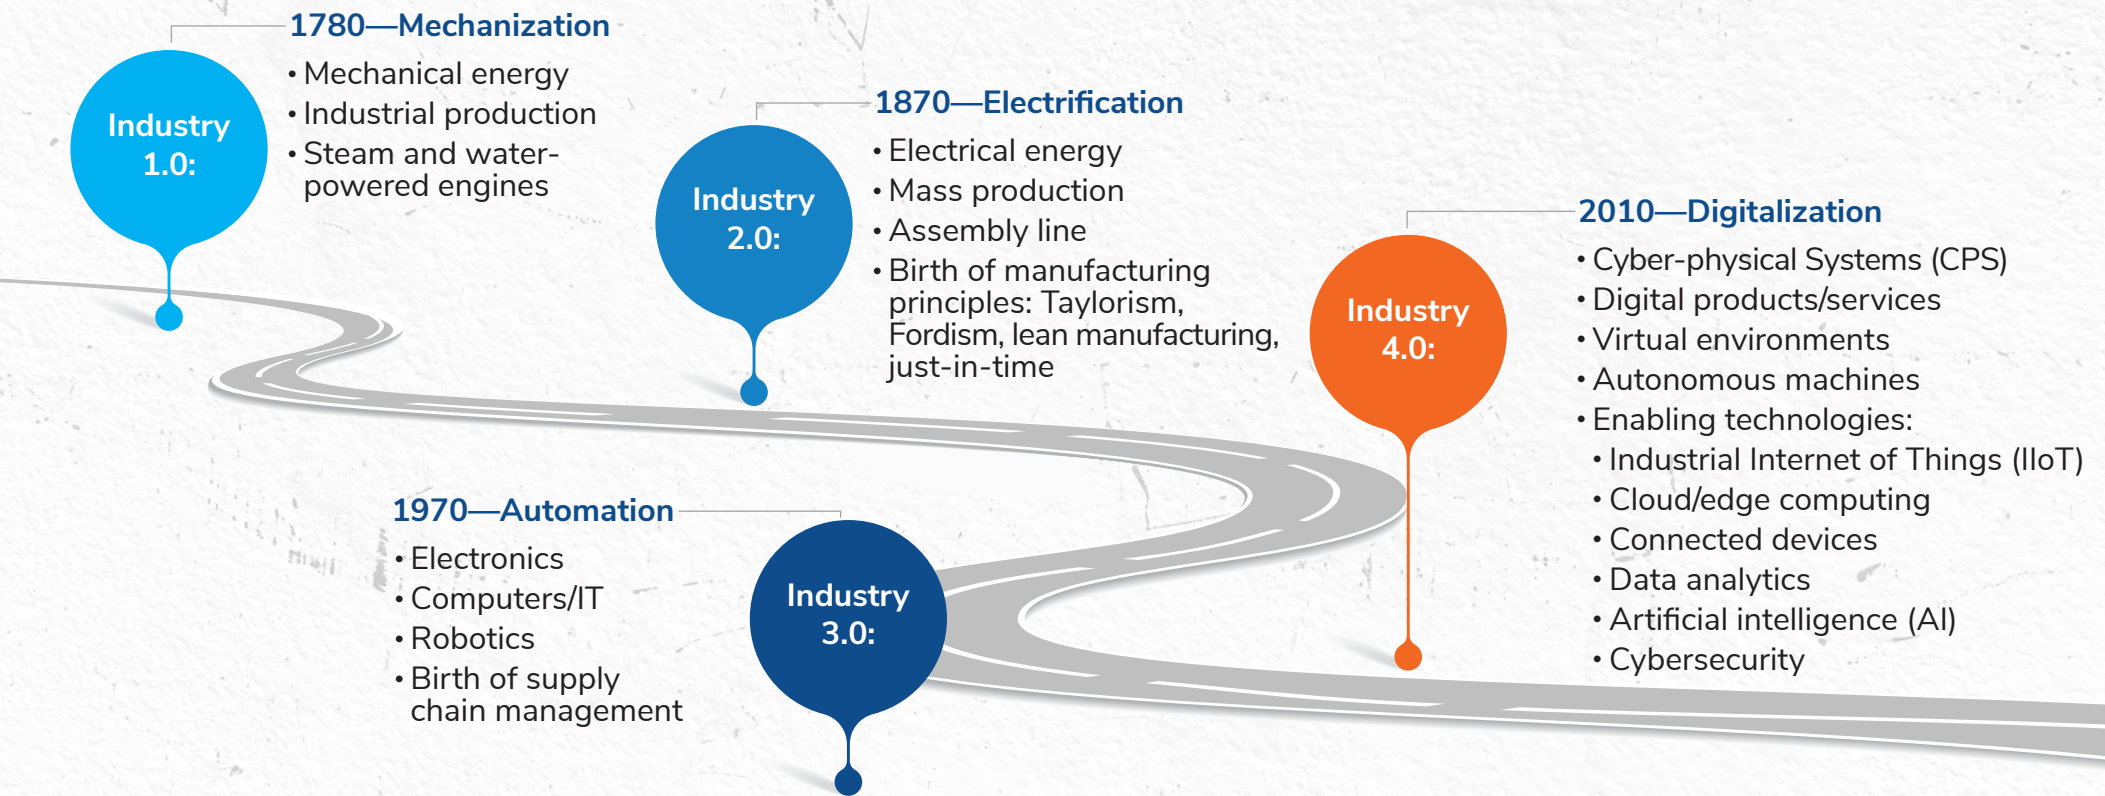 1780—Mechanization
Industry
1.0:
• Mechanical energy
• Industrial production
• Steam and water-
powered engines
1870—Electrification
Industry
2.0:
• Electrical energy
• Mass production
• Assembly line
• Birth of manufacturing
principles: Taylorism,
Fordism, lean manufacturing,
just-in-time
1970—Automation
Industry
3.0:
• Electronics
• Computers/IT
• Robotics
• Birth of supply
chain management
2010—Digitalization
Industry
4.0:
• Cyber-physical Systems (CPS)
• Digital products/services
• Virtual environments
• Autonomous machines
• Enabling technologies:
• Industrial Internet of Things (IIoT)
• Cloud/edge computing
• Connected devices
• Data analytics
• Artificial intelligence (AI)
• Cybersecurity